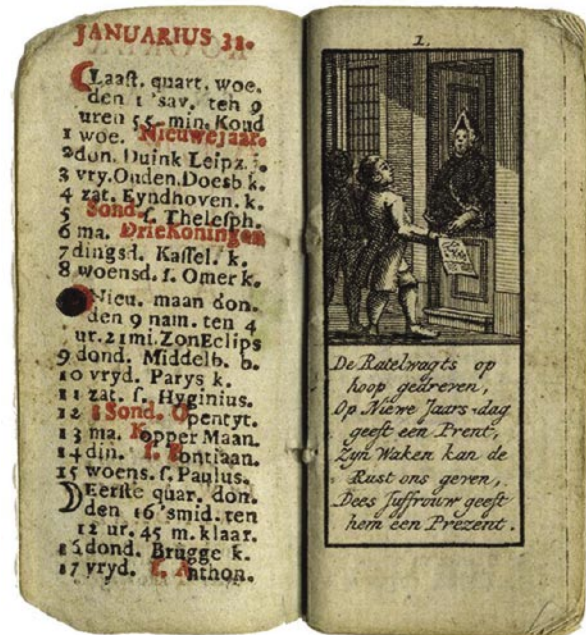 JANUARIUS 31.
Laast. quart. woe.
den 1 'sav. ten 9
uren 55. min. Koud
1 woe. Nieuwejaar.
2 don. Duink Leipz.
3 vry. Ouden. Doesb k.
4 zat. Eyndhoven. k.
5 Sond. s. Thelesph.
6 ma. DrieKoningen
7 dingsd. Kassel. k.
8 woensd. s. Omer k.
Nieu. maan don.
den 9 nam. ten 4
ur. 21 mi. ZonEclips
9 dond. Middelb. b.
10 vryd. Parys k.
11 zat. s. Hyginius.
12 Sond. Opentyt.
13 ma. Kopper Maan.
14 din. Pontiaan.
15 woens. s. Paulus.
Eerste quar. don.
den 16 'smid. ten
12 ur. 45 m. klaar.
16 dond. Brugge k.
17 vryd. Anthon.
1.
De Ratelwagts op
hoop gedreven,
Op Niewe Jaars-dag
geeft een Prent,
Zyn Waken kan de
Rust ons geven,
Dees Juffrouw geeft
hem een Prezent.